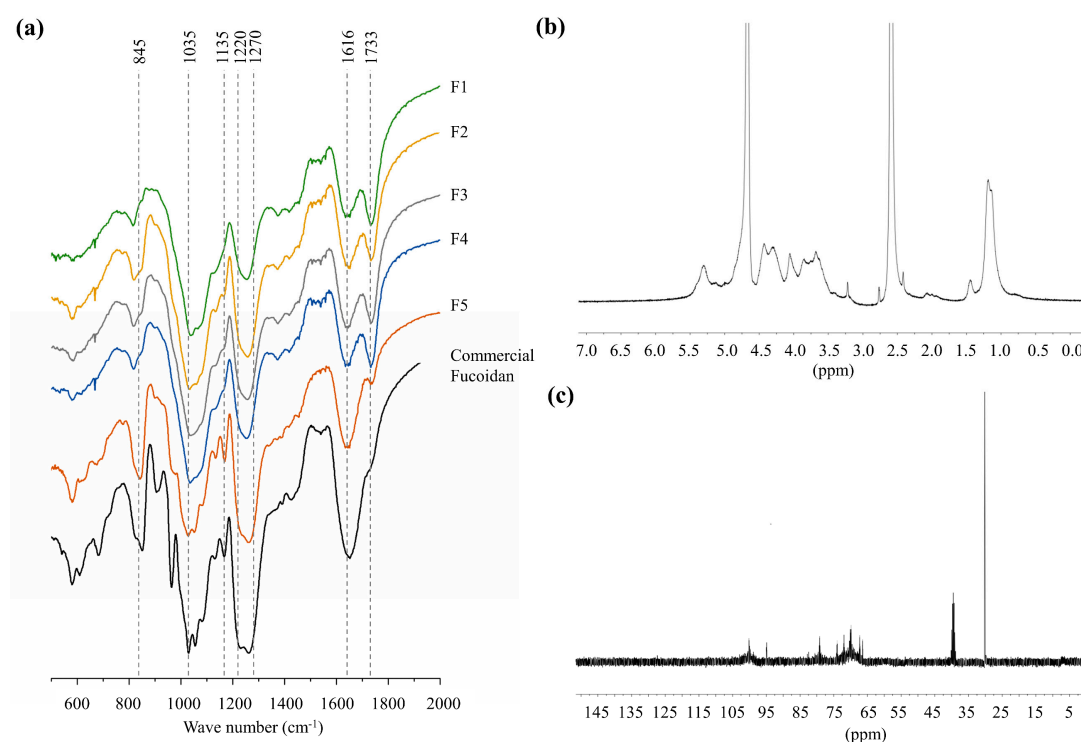 (a)
845
1035
1135
1220
1270
1616
1733
F1
F2
F3
F4
F5
Commercial
Fucoidan
600 800 1000 1200 1400 1600 1800 2000
Wave number (cm-1)
(b)
7.0 6.5 6.0 5.5 5.0 4.5 4.0 3.5 3.0 2.5 2.0 1.5 1.0 0.5 0.0
(ppm)
(c)
145 135 125 115 105 95 85 75 65 55 45 35 25 15 5
(ppm)